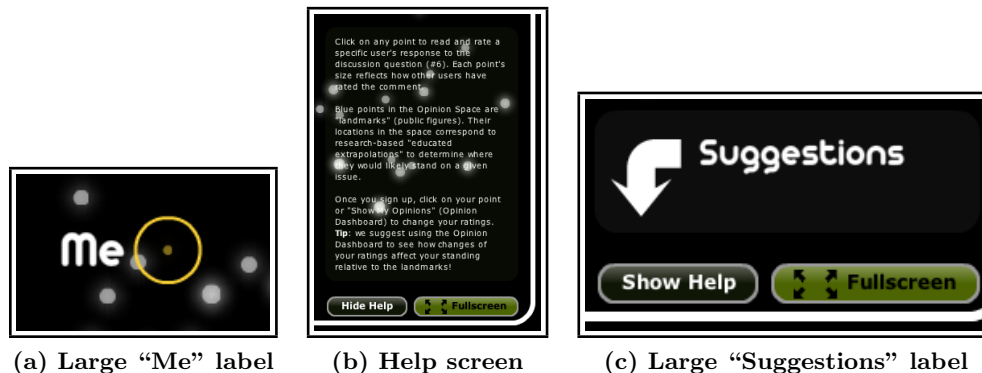 Me
(a) Large “Me” label
Click on any point to read and rate a
specific user's response to the
discussion question (#6). Each point's
size reflects how other users have
rated the comment.
Blue points in the Opinion Space are
"landmarks" (public figures). Their
locations in the space correspond to
research-based "educated
extrapolations" to determine where
they would likely stand on a given
issue.
Once you sign up, click on your point
or "Show My Opinions" (Opinion
Dashboard) to change your ratings.
Tip: we suggest using the Opinion
Dashboard to see how changes of
your ratings affect your standing
relative to the landmarks!
Hide Help
Fullscreen
(b) Help screen
Suggestions
Show Help
Fullscreen
(c) Large “Suggestions” label